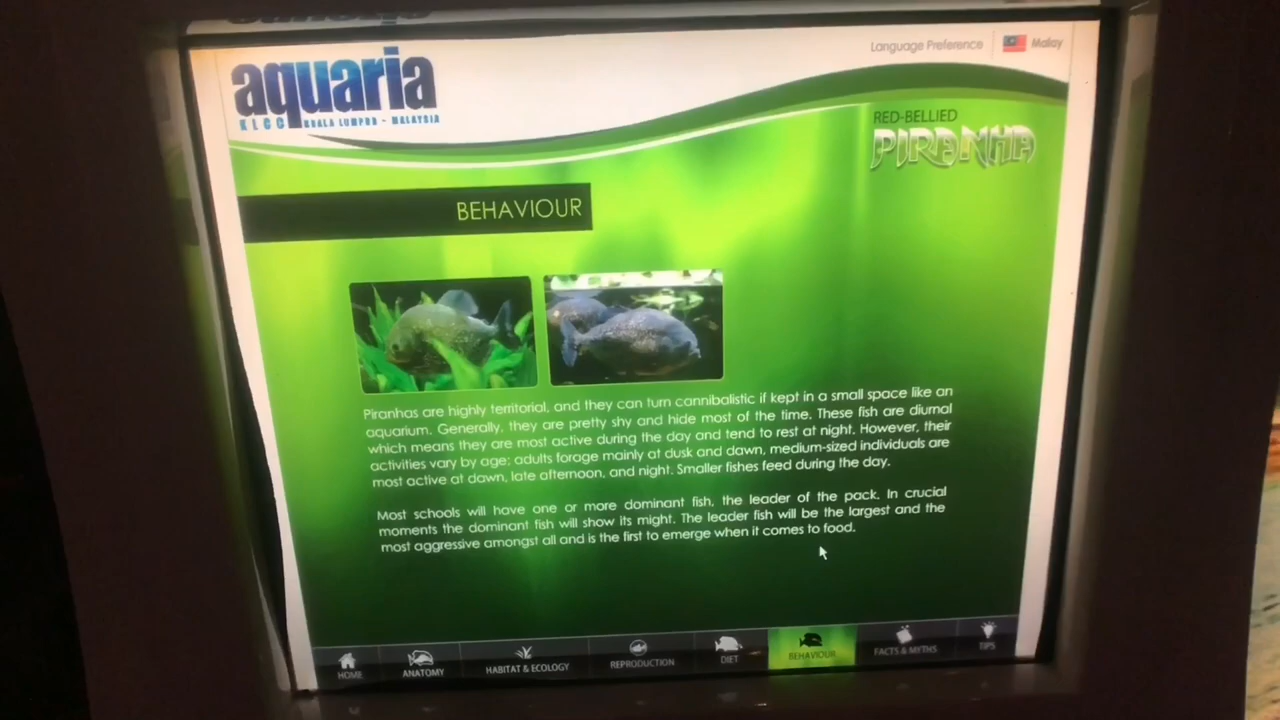 aquaria
KLCC KUALA LUMPUR - MALAYSIA
Language Preference
Malay
RED-BELLIED
PIRANHA
BEHAVIOUR
Piranhas are highly territorial, and they can turn cannibalistic if kept in a small space like an
aquarium. Generally, they are pretty shy and hide most of the time. These fish are diurnal
which means they are most active during the day and tend to rest at night. However, their
activities vary by age: adults forage mainly at dusk and dawn, medium-sized individuals are
most active at dawn, late afternoon, and night. Smaller fishes feed during the day.
Most schools will have one or more dominant fish, the leader of the pack. In crucial
moments the dominant fish will show its might. The leader fish will be the largest and the
most aggressive amongst all and is the first to emerge when it comes to food.
HOME
ANATOMY
HABITAT & ECOLOGY
REPRODUCTION
DIET
BEHAVIOUR
FACTS & MYTHS
TIPS